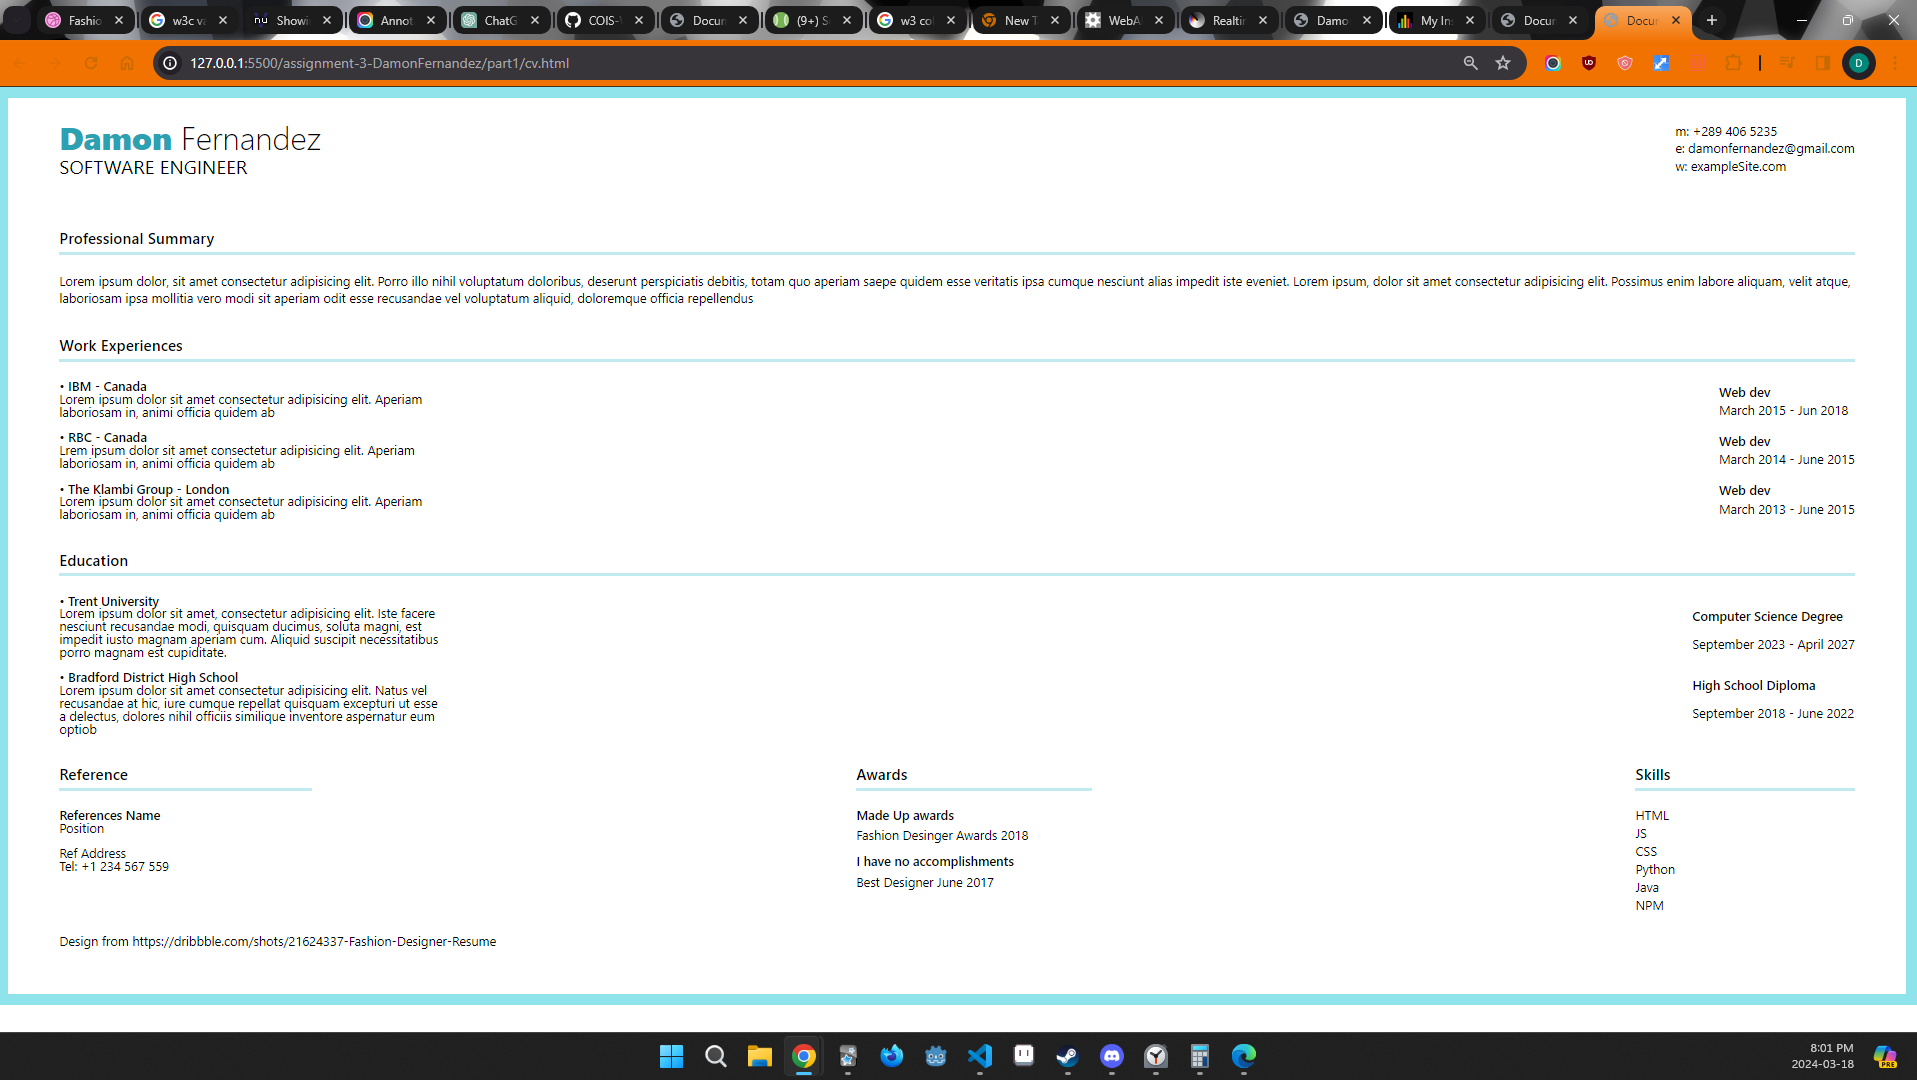 Fashio
w3c va
Showi
Annot
ChatG
COIS-
Docum
(9+) S
w3 col
New T
WebA
Realti
Damo
My In
Docum
Docum
127.0.0.1:5500/assignment-3-DamonFernandez/part1/cv.html
D
Damon Fernandez
SOFTWARE ENGINEER
m: +289 406 5235
e: damonfernandez@gmail.com
w: exampleSite.com
Professional Summary
Lorem ipsum dolor, sit amet consectetur adipisicing elit. Porro illo nihil voluptatum doloribus, deserunt perspiciatis debitis, totam quo aperiam saepe quidem esse veritatis ipsa cumque nesciunt alias impedit iste eveniet. Lorem ipsum, dolor sit amet consectetur adipisicing elit. Possimus enim labore aliquam, velit atque,
laboriosam ipsa mollitia vero modi sit aperiam odit esse recusandae vel voluptatum aliquid, doloremque officia repellendus
Work Experiences
• IBM - Canada
Lorem ipsum dolor sit amet consectetur adipisicing elit. Aperiam
laboriosam in, animi officia quidem ab
Web dev
March 2015 - Jun 2018
• RBC - Canada
Lrem ipsum dolor sit amet consectetur adipisicing elit. Aperiam
laboriosam in, animi officia quidem ab
Web dev
March 2014 - June 2015
• The Klambi Group - London
Lorem ipsum dolor sit amet consectetur adipisicing elit. Aperiam
laboriosam in, animi officia quidem ab
Web dev
March 2013 - June 2015
Education
• Trent University
Lorem ipsum dolor sit amet, consectetur adipisicing elit. Iste facere
nesciunt recusandae modi, quisquam ducimus, soluta magni, est
impedit iusto magnam aperiam cum. Aliquid suscipit necessitatibus
porro magnam est cupiditate.
Computer Science Degree
September 2023 - April 2027
• Bradford District High School
Lorem ipsum dolor sit amet consectetur adipisicing elit. Natus vel
recusandae at hic, iure cumque repellat quisquam excepturi ut esse
a delectus, dolores nihil officiis similique inventore aspernatur eum
optiob
High School Diploma
September 2018 - June 2022
Reference
References Name
Position
Ref Address
Tel: +1 234 567 559
Awards
Made Up awards
Fashion Desinger Awards 2018
I have no accomplishments
Best Designer June 2017
Skills
HTML
JS
CSS
Python
Java
NPM
Design from https://dribbble.com/shots/21624337-Fashion-Designer-Resume
8:01 PM
2024-03-18
PRE